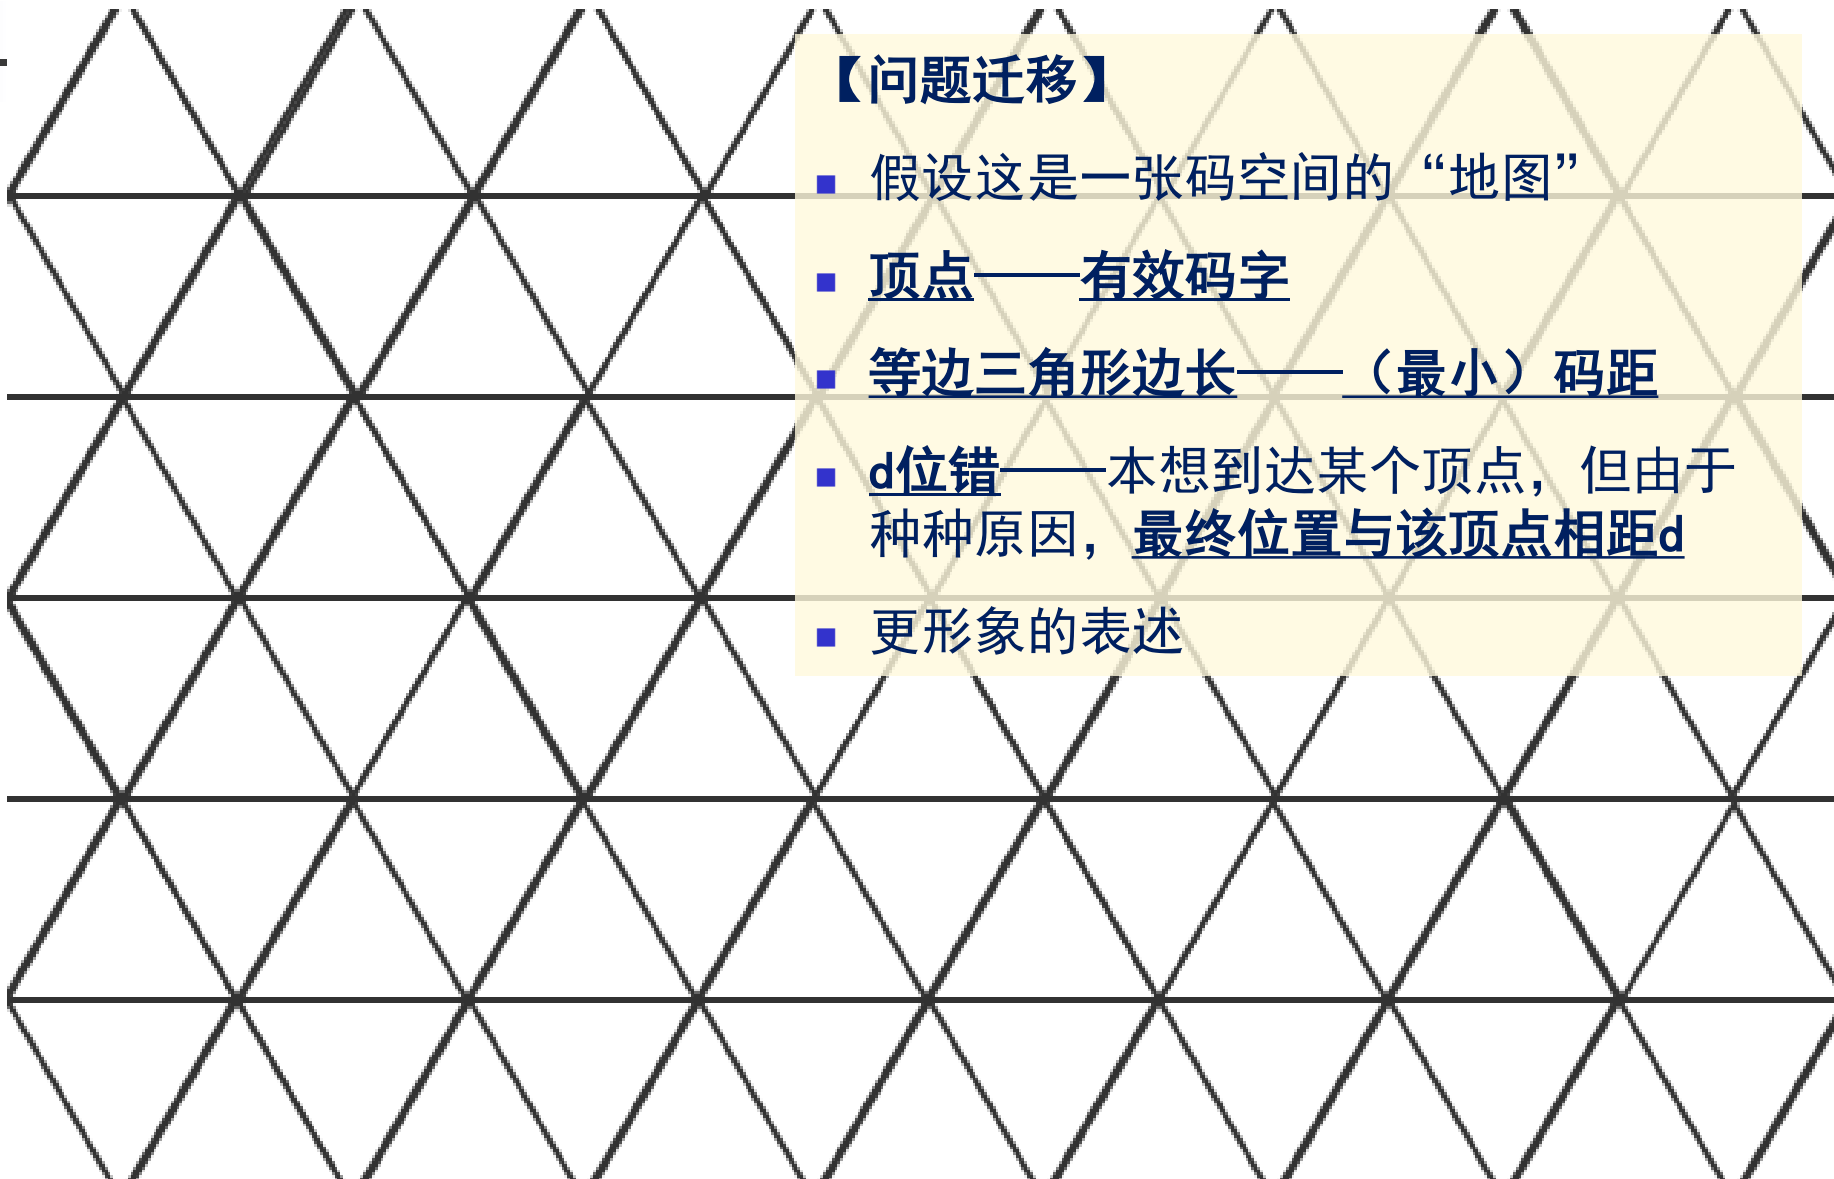 【问题迁移】
假设这是一张码空间的“地图”
顶点——有效码字
等边三角形边长——（最小）码距
d位错——本想到达某个顶点，但由于
种种原因，最终位置与该顶点相距d
更形象的表述